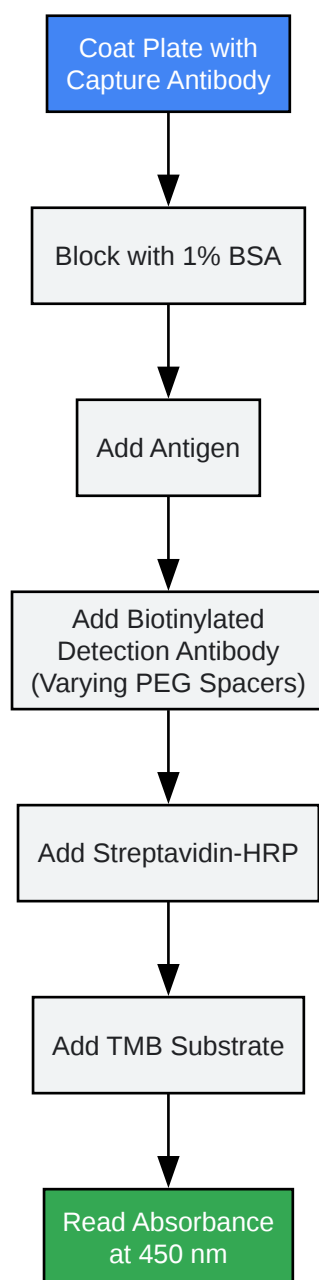 Coat Plate with
Capture Antibody
Block with 1% BSA
Add Antigen
Add Biotinylated
Detection Antibody
(Varying PEG Spacers)
Add Streptavidin-HRP
Add TMB Substrate
Read Absorbance
at 450 nm